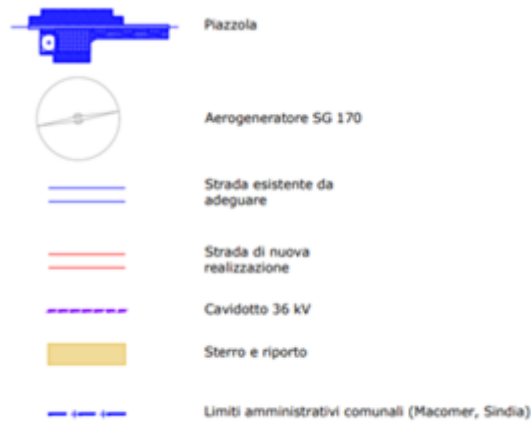 Piazzola
Aerogeneratore SG 170
Strada esistente da
adeguare
Strada di nuova
realizzazione
Cavidotto 36 kV
Sterro e riporto
Limiti amministrativi comunali (Macomer, Sindia)